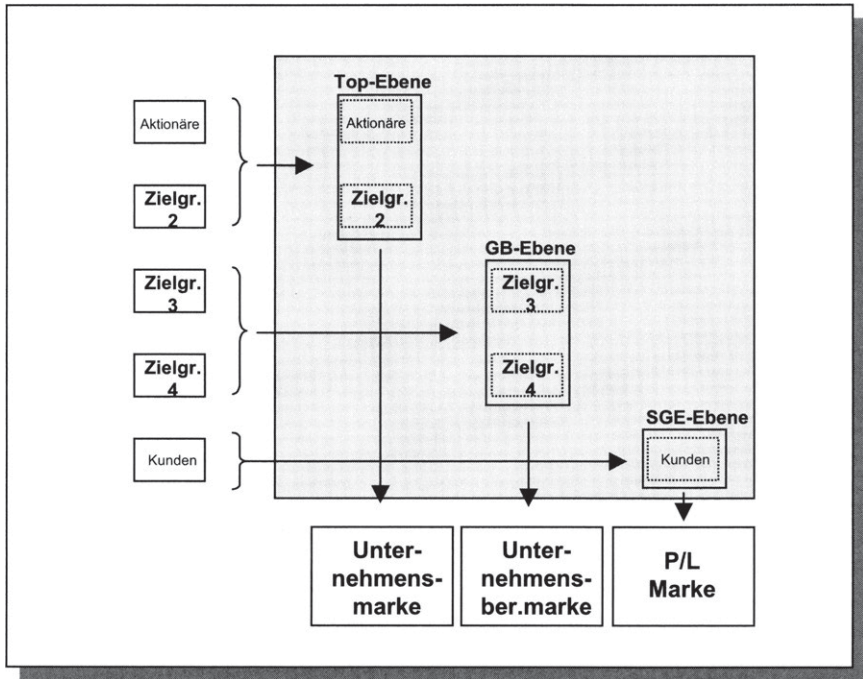 Top-Ebene
Aktionäre
Aktionäre
Zielgr.
2
Zielgr.
2
GB-Ebene
Zielgr.
3
Zielgr.
3
Zielgr.
4
Zielgr.
4
SGE-Ebene
Kunden
Kunden
Unter-
nehmens-
marke
Unter-
nehmens-
ber.marke
P/L
Marke